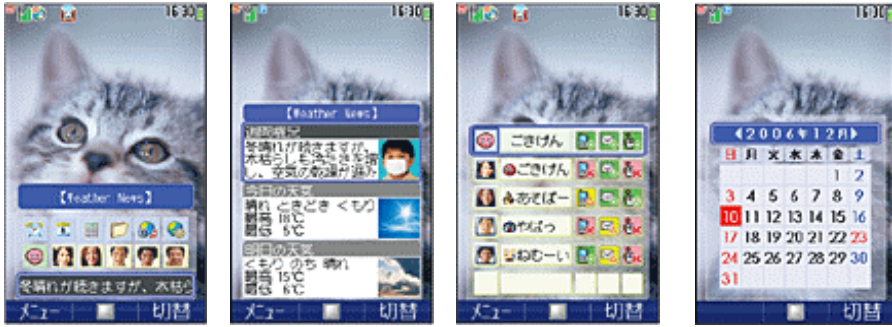 16:30
【Weather News】
冬晴れが続きますが、木枯ら
メニュー
切替
16:30
【Weather News】
週間概況
冬晴れが続きますが、
木枯らしも冷たさを増
し、空気の乾燥が進み
今日の天気
晴れ ときどき くもり
最高 18℃
最低 6℃
明日の天気
くもり のち 晴れ
最高 15℃
最低 6℃
メニュー
切替
16:30
ごきげん
ごきげん
あそぼー
やばっ
ねむーい
メニュー
切替
16:30
2006年12月
日 月 火 水 木 金 土
1 2
3 4 5 6 7 8 9
10 11 12 13 14 15 16
17 18 19 20 21 22 23
24 25 26 27 28 29 30
31
切替